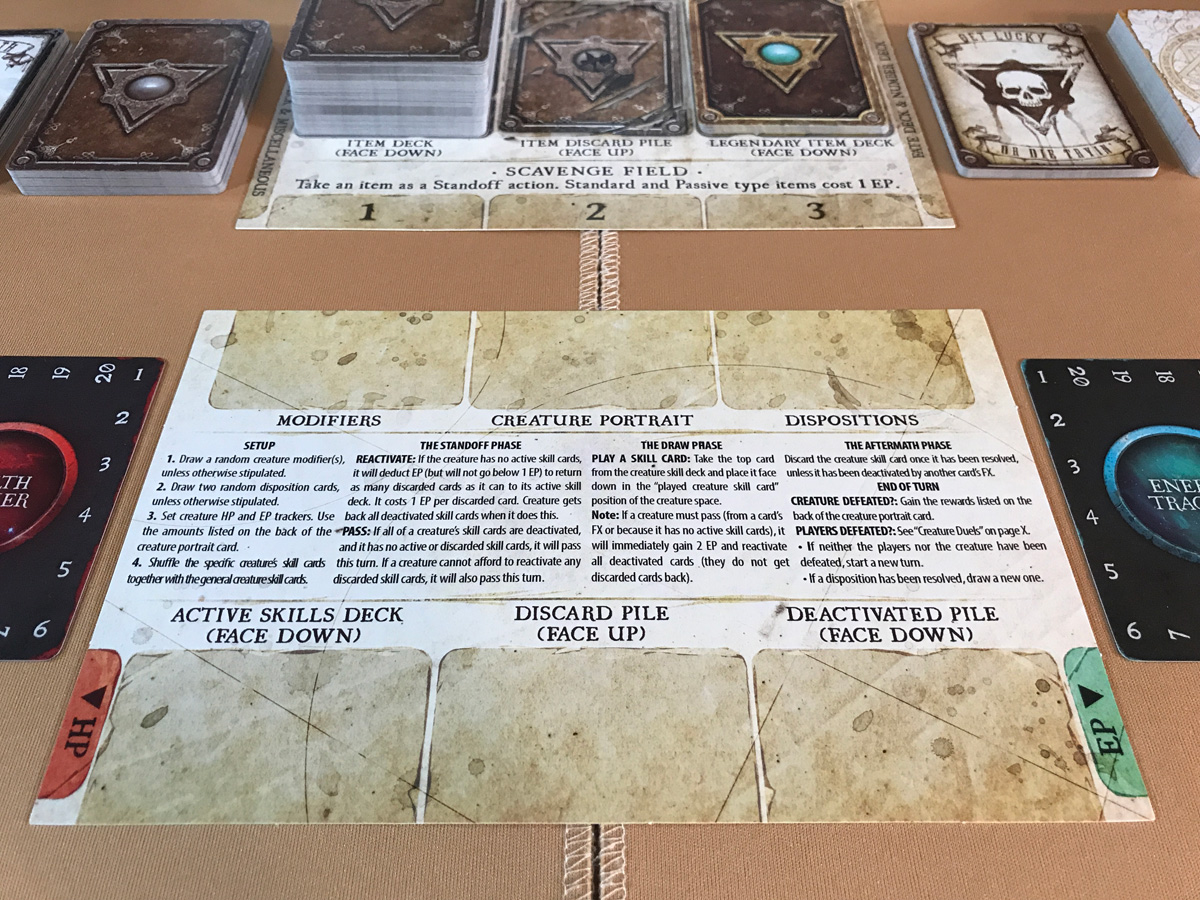 GET LUCKY
OR DIE TRYIN'
ITEM DECK
(FACE DOWN)
ITEM DISCARD PILE
(FACE UP)
LEGENDARY ITEM DECK
(FACE DOWN)
& MISCELLANEOUS
FATE DECK & NUMBER DECK
· SCAVENGE FIELD ·
Take an item as a Standoff action. Standard and Passive type items cost 1 EP.
1 2 3
MODIFIERS
CREATURE PORTRAIT
DISPOSITIONS
SETUP
1. Draw a random creature modifier(s),
unless otherwise stipulated.
2. Draw two random disposition cards,
unless otherwise stipulated.
3. Set creature HP and EP trackers. Use
the amounts listed on the back of the
creature portrait card.
4. Shuffle the specific creature's skill cards
together with the general creature skill cards.
THE STANDOFF PHASE
REACTIVATE: If the creature has no active skill cards,
it will deduct EP (but will not go below 1 EP) to return
as many discarded cards as it can to its active skill
deck. It costs 1 EP per discarded card. Creature gets
back all deactivated skill cards when it does this.
PASS: If all of a creature's skill cards are deactivated,
and it has no active or discarded skill cards, it will pass
this turn. If a creature cannot afford to reactivate any
discarded skill cards, it will also pass this turn.
THE DRAW PRASE
PLAY A SKILL CARD: Take the top card
from the creature skill deck and place it face
down in the "played creature skill card"
position of the creature space.
Note: If a creature must pass (from a card's
FX or because it has no active skill cards), it
will immediately gain 2 EP and reactivate
all deactivated cards (they do not get
discarded cards back).
THE AFTERMATH PHASE
Discard the creature skill card once it has been resolved,
unless it has been deactivated by another card's FX.
END OF TURN
CREATURE DEFEATED?: Gain the rewards listed on the
back of the creature portrait card.
PLAYERS DEFEATED?: See "Creature Duels" on page X.
• If neither the players nor the creature have been
defeated, start a new turn.
• If a disposition has been resolved, draw a new one.
ACTIVE SKILLS DECK
(FACE DOWN)
DISCARD PILE
(FACE UP)
DEACTIVATED PILE
(FACE DOWN)
HP
EP
18 19 20 1
2
3
4
5
6
7
1 20 19 18
2
3
4
5
6 7